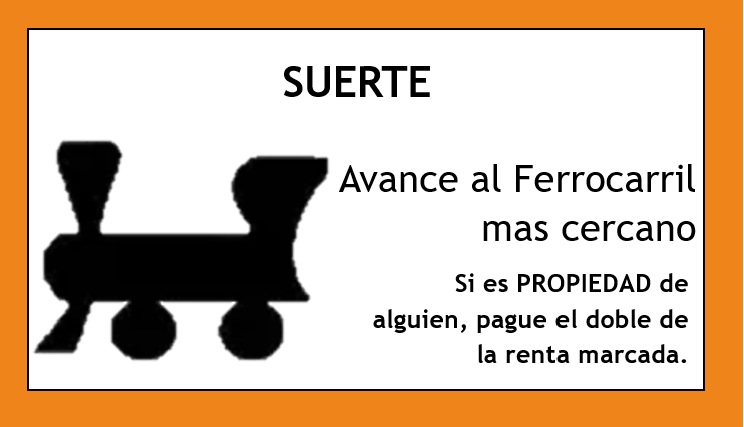 SUERTE
Avance al Ferrocarril
mas cercano
Si es PROPIEDAD de
alguien, pague el doble de
la renta marcada.